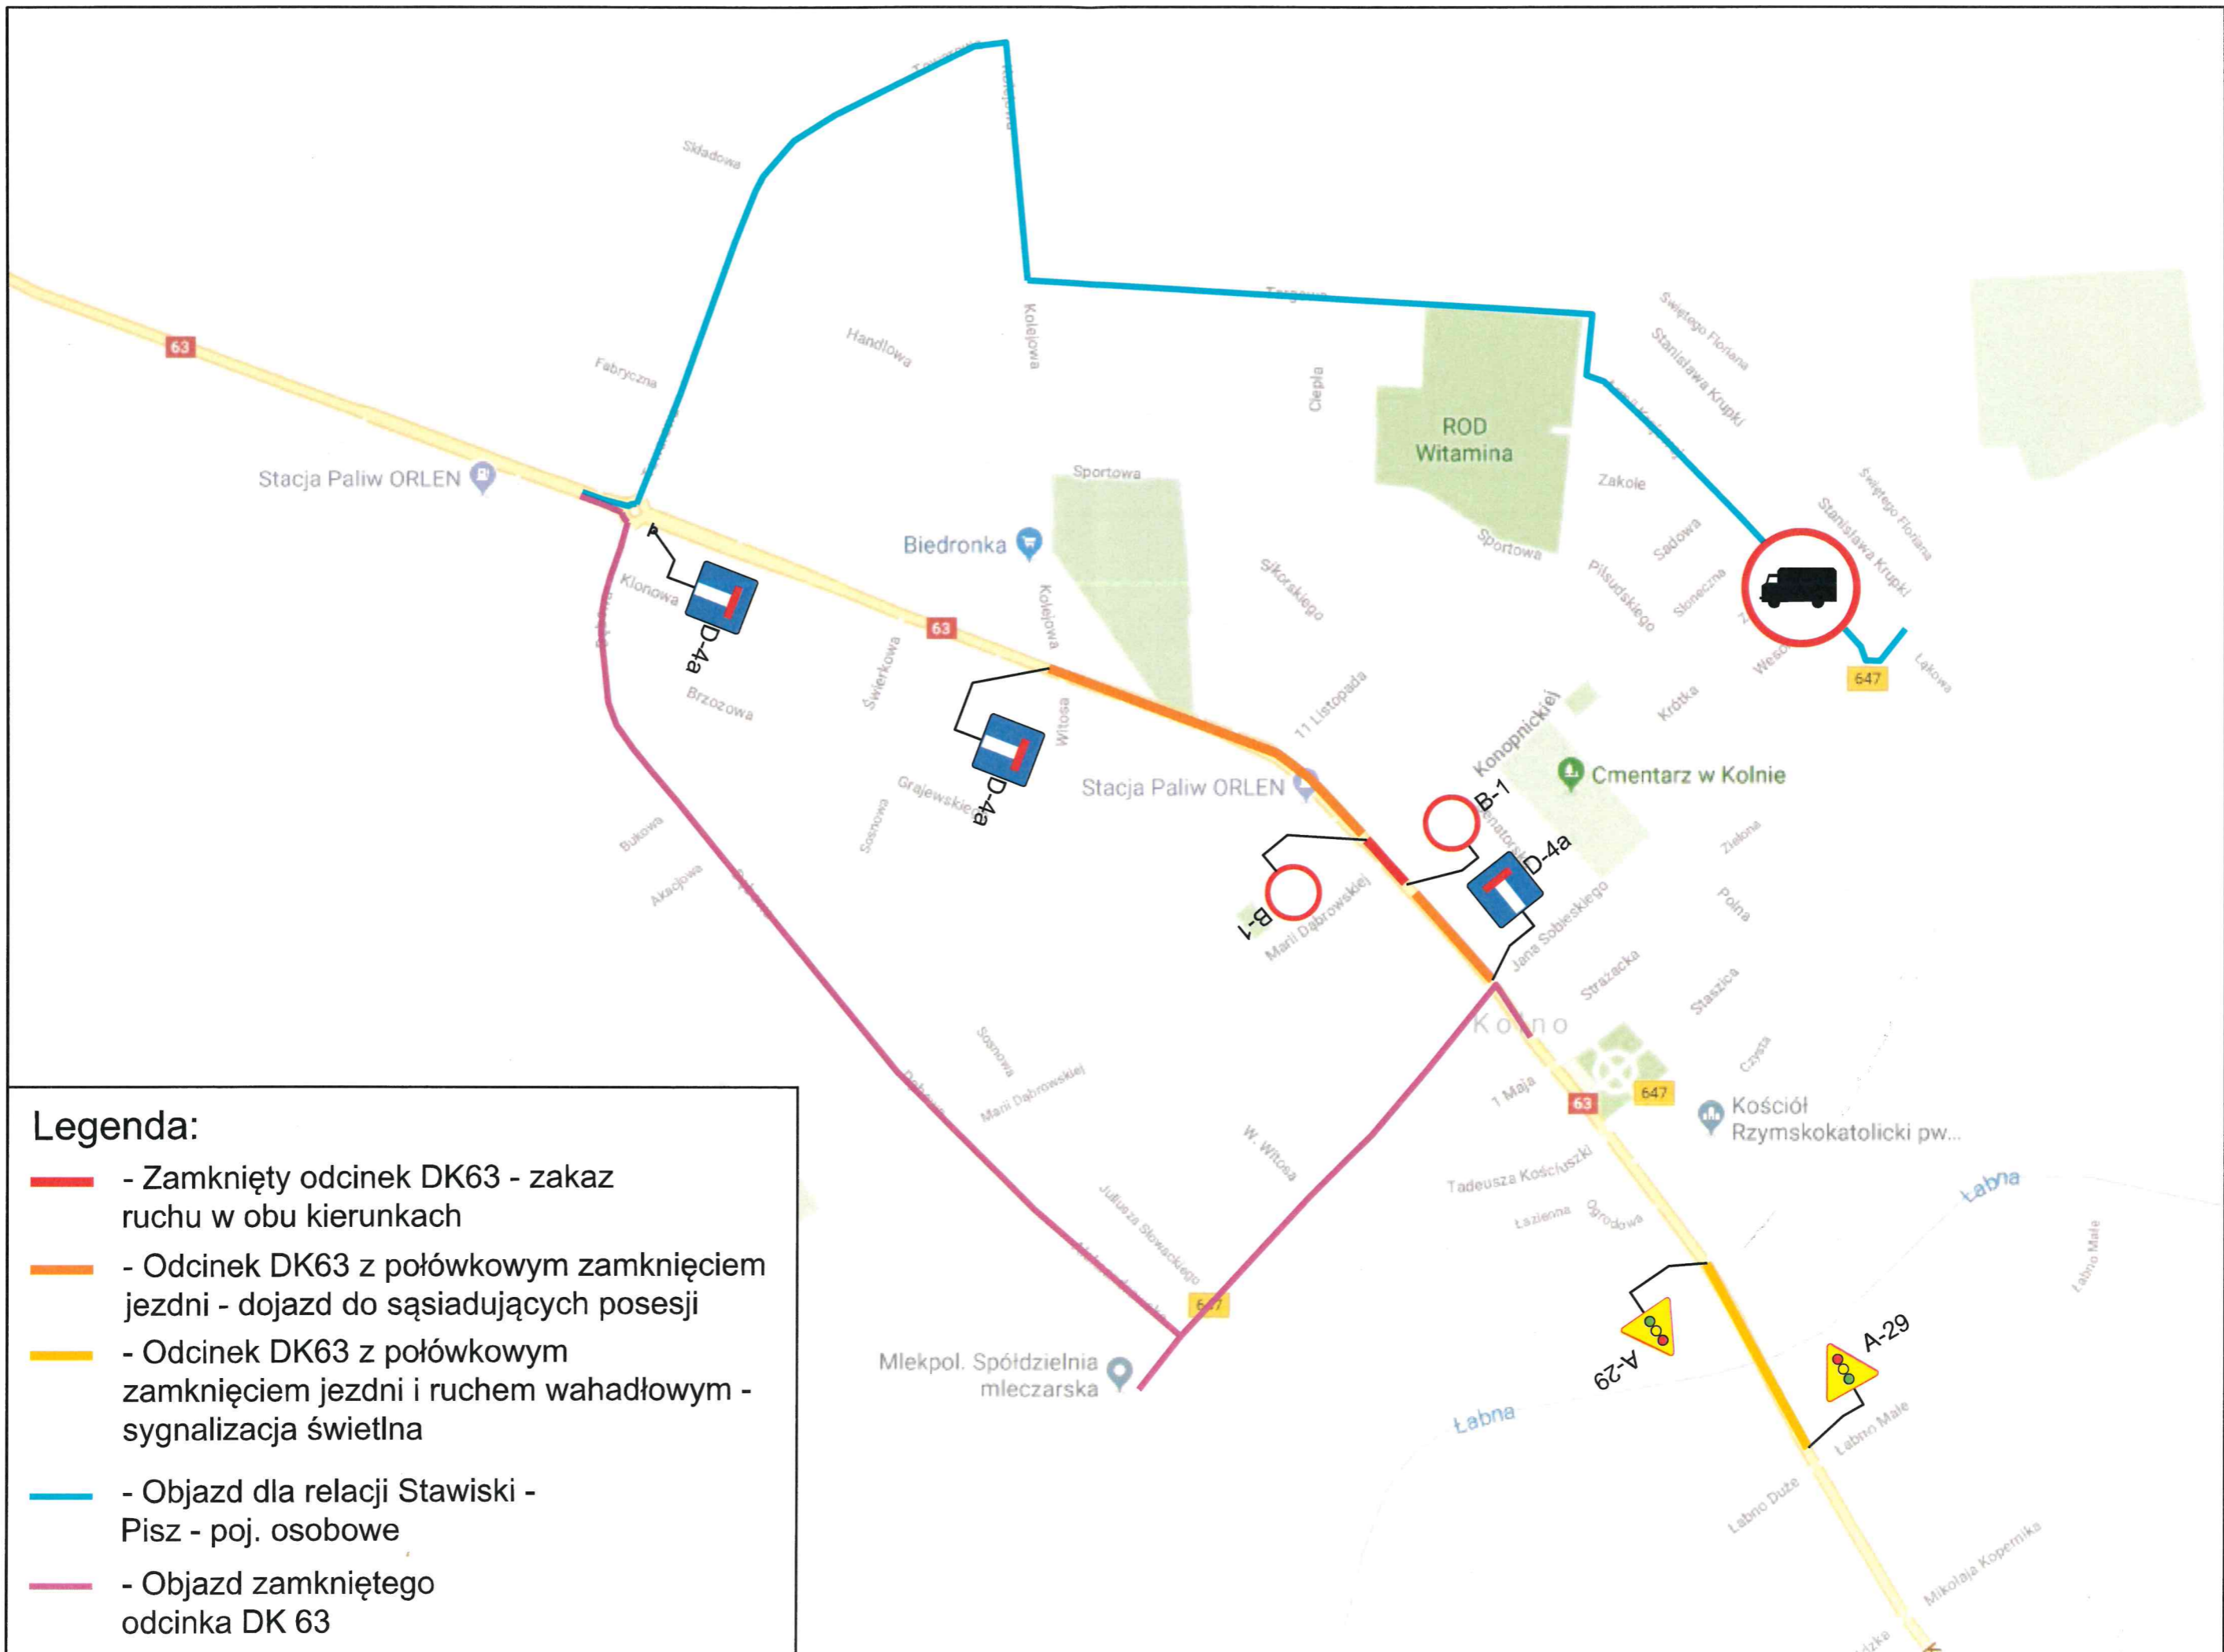 Towarowa
Kolejowa
Składowa
63
Fabryczna
Handlowa
Kolejowa
Targowa
Ciepła
Świętego Floriana
Stanisława Krupki
ROD
Witamina
Stacja Paliw ORLEN
Sportowa
Zakole
Świętego Floriana
Stanisława Krupki
Biedronka
Sportowa
Sadowa
Sikorskiego
Piłsudskiego
Słoneczna
Klonowa
D-4a
Kolejowa
63
Świerkowa
Brzozowa
Witosa
Krótka
647
Łąkowa
11 Listopada
Konopnickiej
Cmentarz w Kolnie
Stacja Paliw ORLEN
Grajewskiego
D-4a
Sosnowa
Bukowa
Akacjowa
Dębowa
B-1
D-4a
B-1
Marii Dąbrowskiej
Jana Sobieskiego
Zielona
Polna
Strażacka
Staszica
Kolno
Czysta
Sosnowa
Marii Dąbrowskiej
1 Maja
63
647
Kościół
Rzymskokatolicki pw...
W. Witosa
Tadeusza Kościuszki
Łazienna
Ogrodowa
Łabna
Łabno Małe
Juliusza Słowackiego
647
Mlekpol. Spółdzielnia
mleczarska
A-29
A-29
Łabna
Łabno Małe
Łabno Duże
Mikołaja Kopernika
Legenda:
- Zamknięty odcinek DK63 - zakaz
ruchu w obu kierunkach
- Odcinek DK63 z połówkowym zamknięciem
jezdni - dojazd do sąsiadujących posesji
- Odcinek DK63 z połówkowym
zamknięciem jezdni i ruchem wahadłowym -
sygnalizacja świetlna
- Objazd dla relacji Stawiski -
Pisz - poj. osobowe
- Objazd zamkniętego
odcinka DK 63